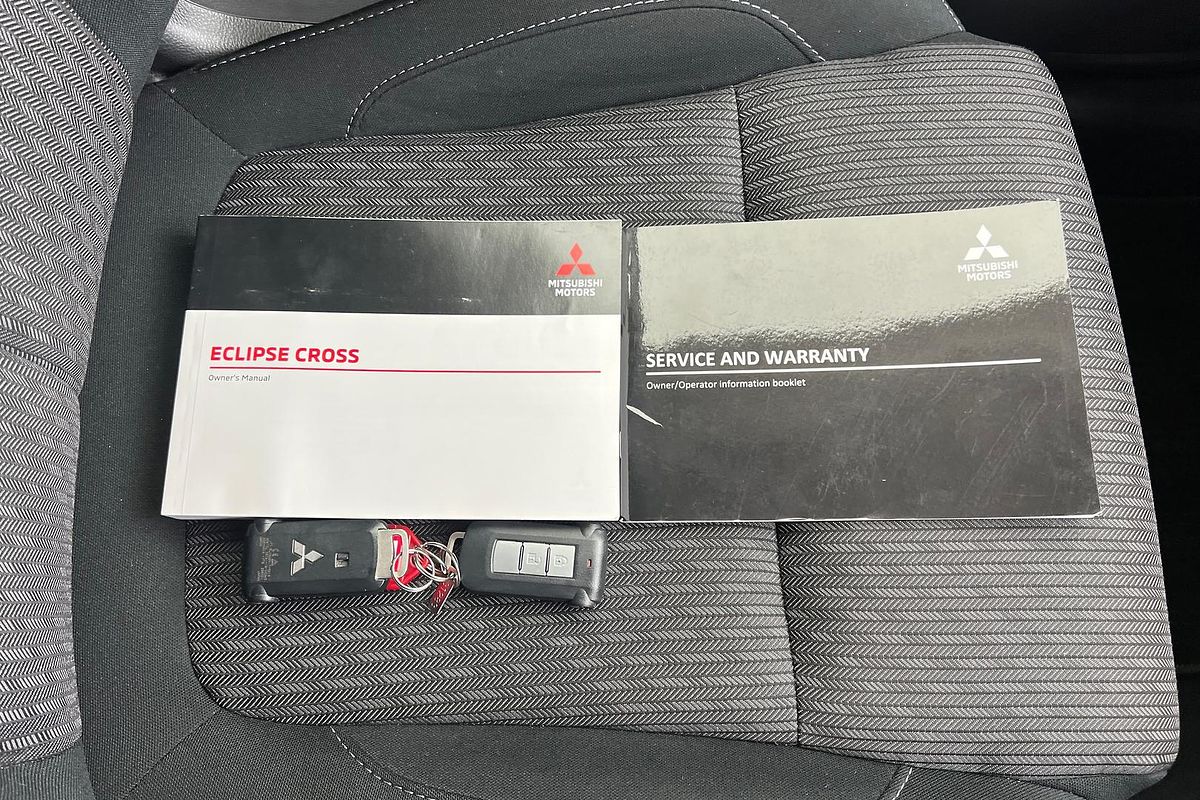 MITSUBISHI
MOTORS
ECLIPSE CROSS
Owner's Manual
MITSUBISHI
MOTORS
SERVICE AND WARRANTY
Owner/Operator information booklet